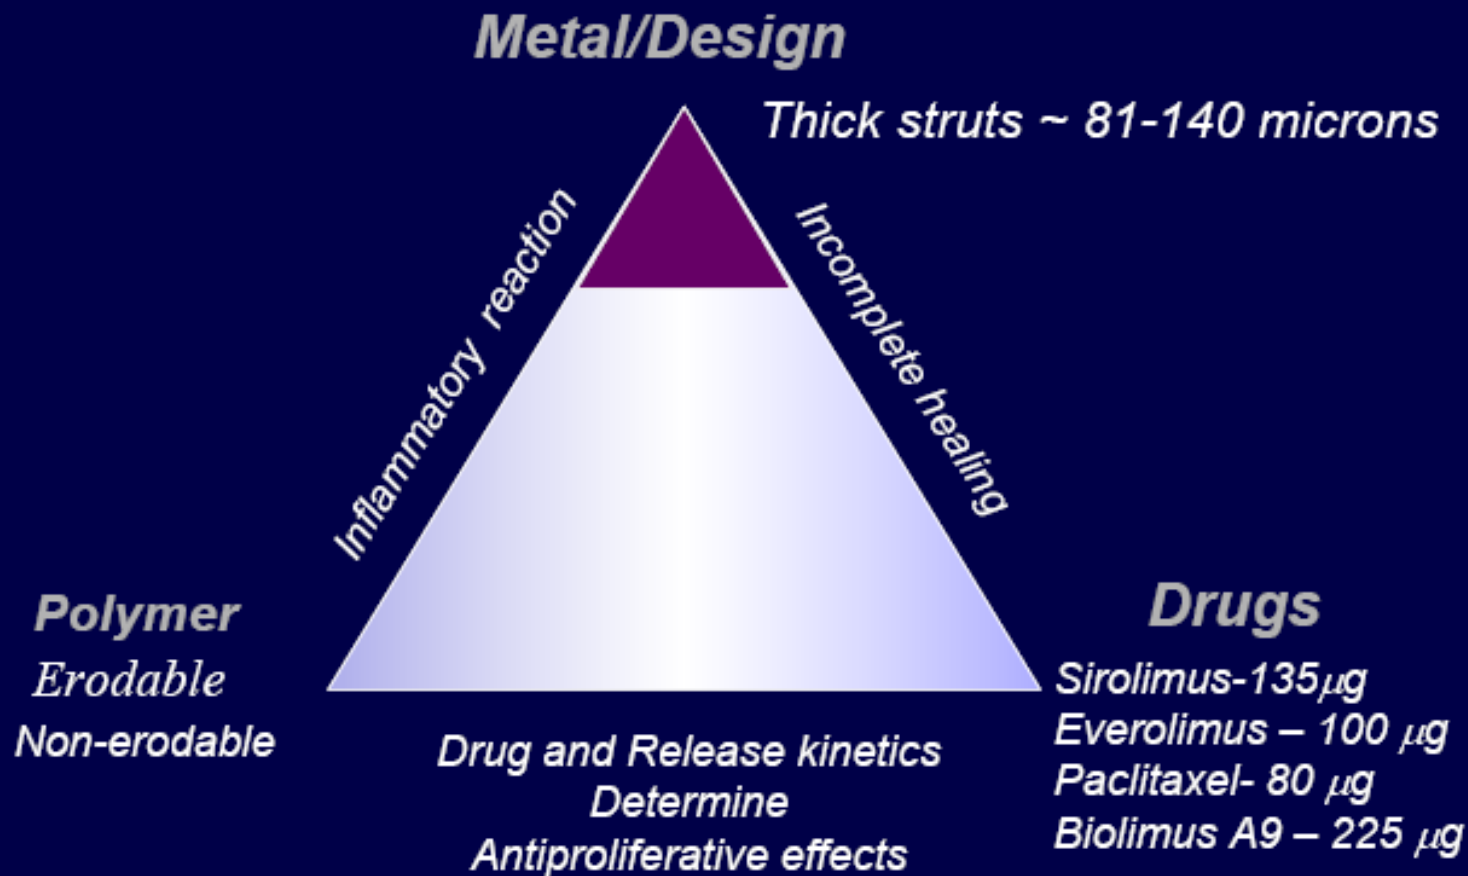 Metal/Design
Thick struts ~ 81-140 microns
Inflammatory reaction
Incomplete healing
Polymer
Erodable
Non-erodable
Drugs
Sirolimus-135µg
Everolimus – 100 µg
Paclitaxel- 80 µg
Biolimus A9 – 225 µg
Drug and Release kinetics
Determine
Antiproliferative effects